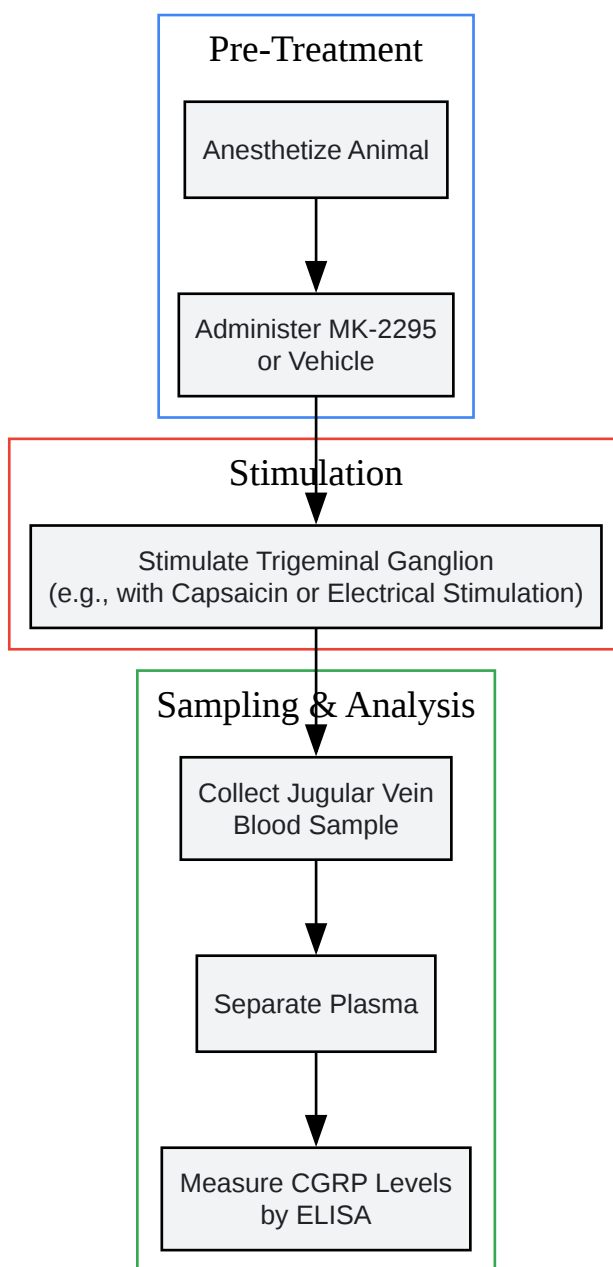 Pre-Treatment
Anesthetize Animal
Administer MK-2295
or Vehicle
Stimulation
Stimulate Trigeminal Ganglion
(e.g., with Capsaicin or Electrical Stimulation)
Sampling & Analysis
Collect Jugular Vein
Blood Sample
Separate Plasma
Measure CGRP Levels
by ELISA